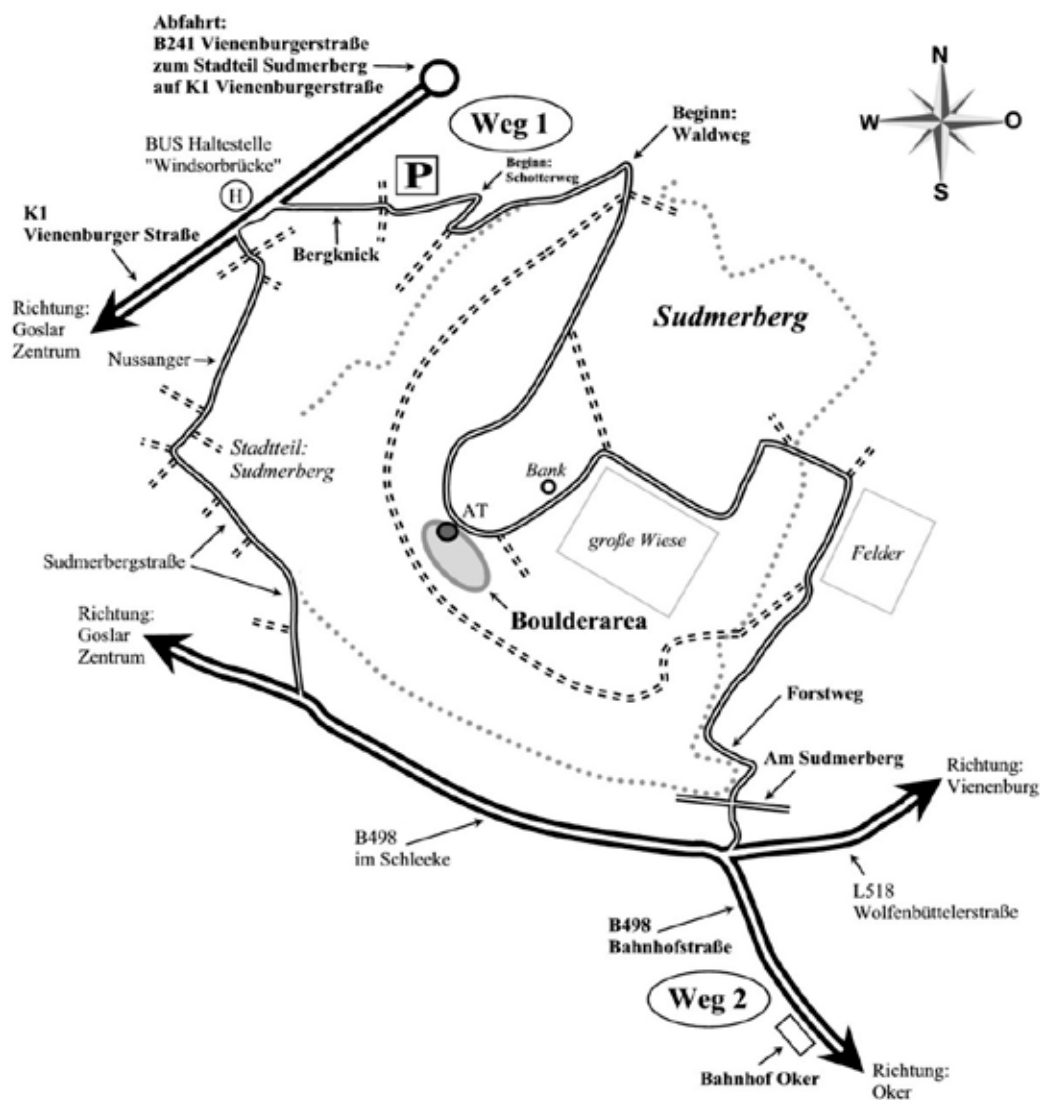 Abfahrt:
B241 Vienenburgerstraße
zum Stadtteil Sudmerberg
auf K1 Vienenburgerstraße
N
W
O
S
Weg 1
Beginn:
Waldweg
BUS Haltestelle
"Windsorbrücke"
H
P
Beginn:
Schotterweg
K1
Vienenburger Straße
Bergknick
Richtung:
Goslar
Zentrum
Sudmerberg
Nussanger
Stadtteil:
Sudmerberg
Bank
AT
große Wiese
Felder
Sudmerbergstraße
Boulderarea
Richtung:
Goslar
Zentrum
Forstweg
Am Sudmerberg
Richtung:
Vienenburg
B498
im Schleeke
L518
Wolfenbüttelerstraße
B498
Bahnhofstraße
Weg 2
Bahnhof Oker
Richtung:
Oker